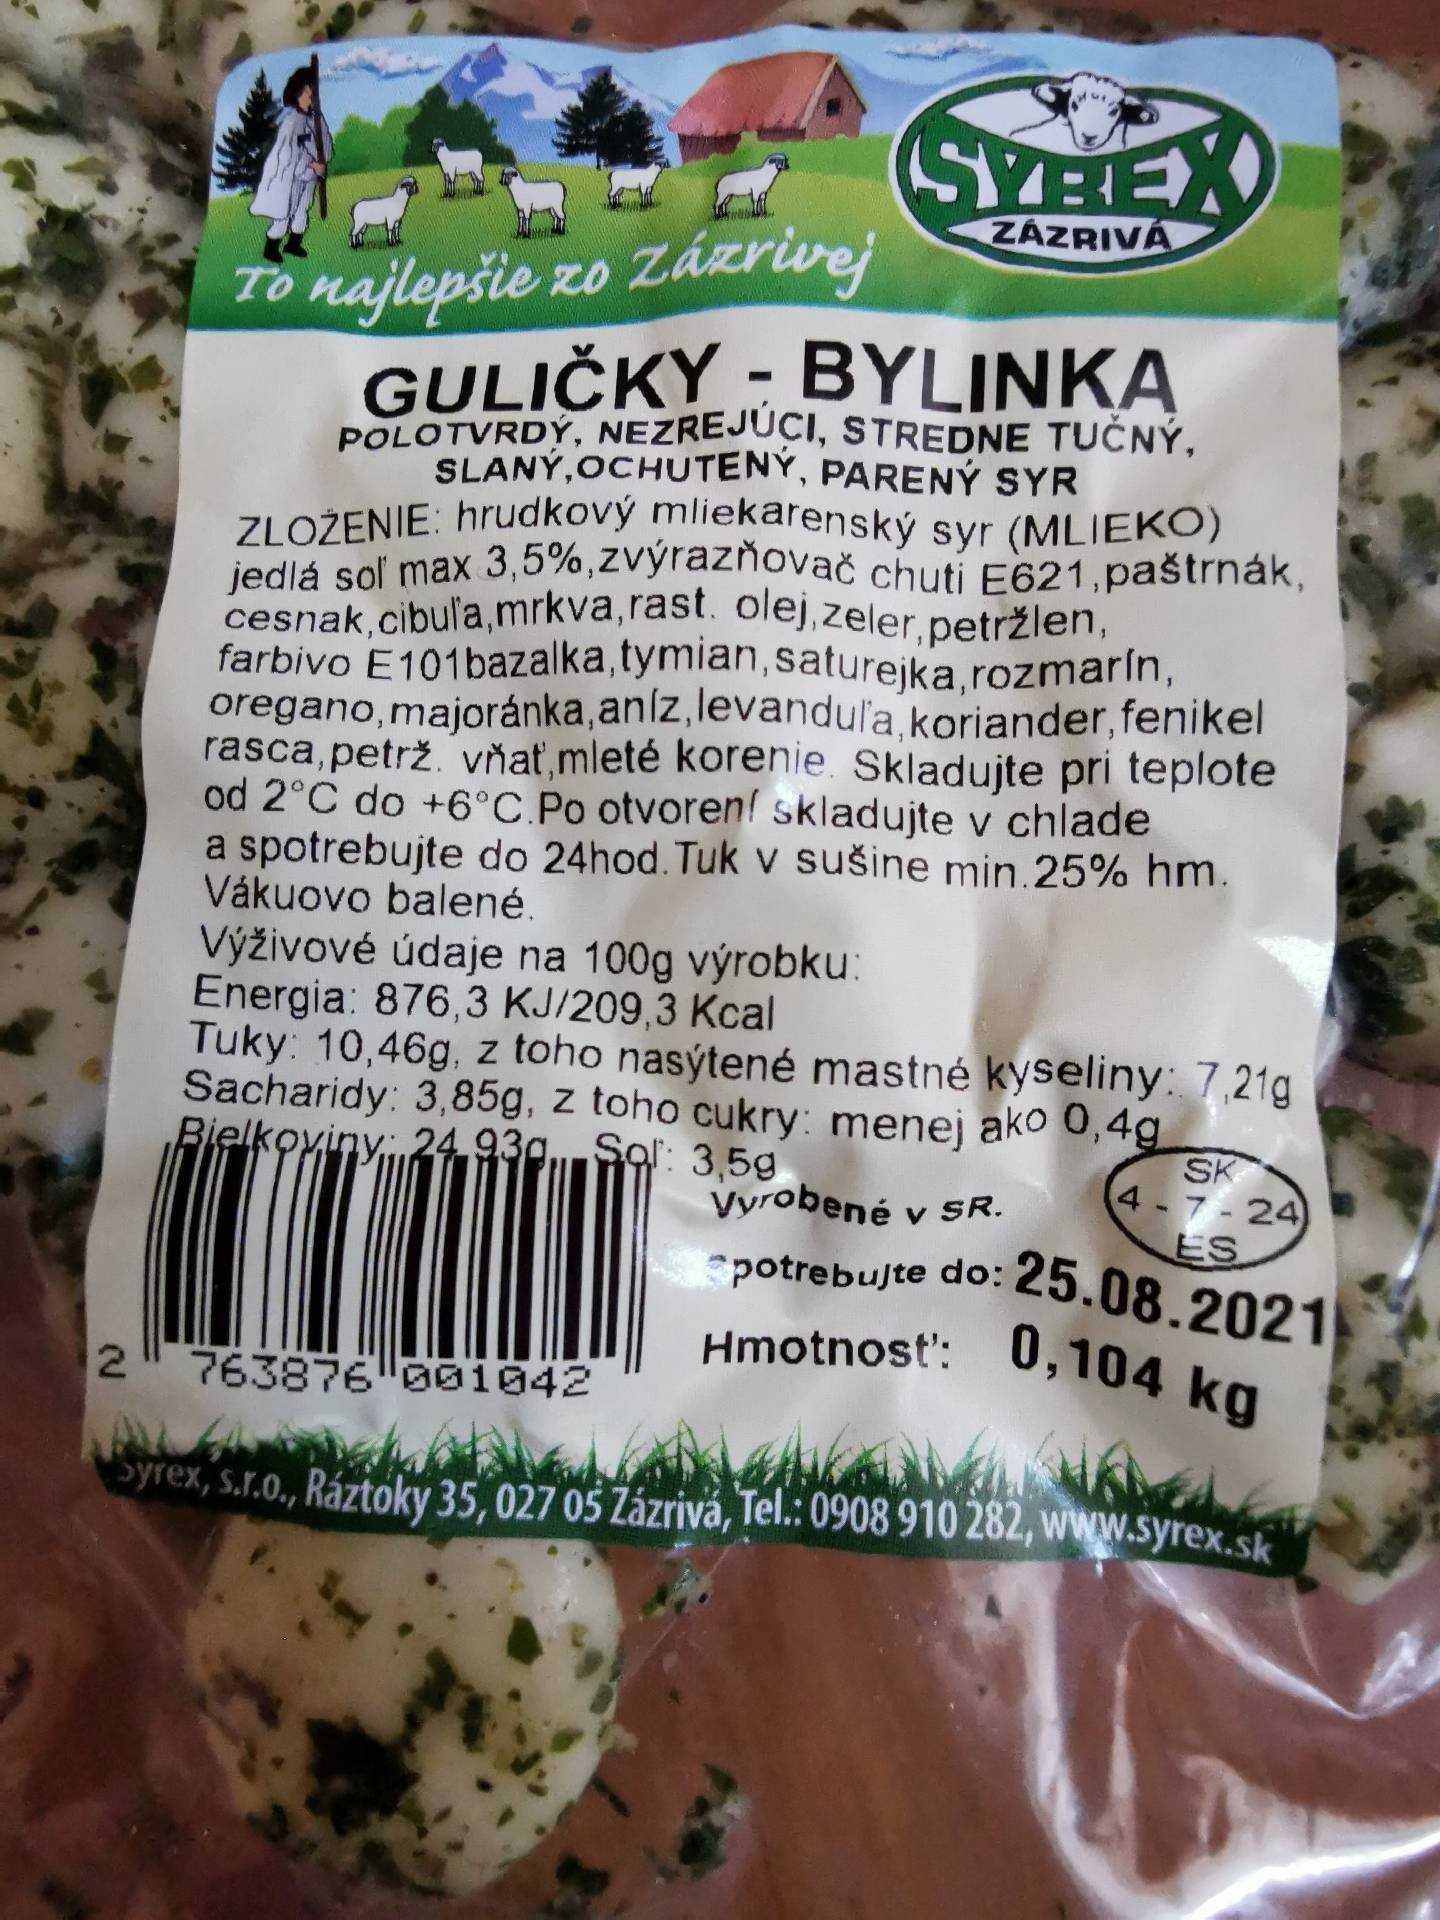 SYREX
ZÁZRIVÁ
To najlepšie zo Zázrivej
GULIČKY - BYLINKA
POLOTVRDÝ, NEZREJÚCI, STREDNE TUČNÝ,
SLANÝ,OCHUTENÝ, PARENÝ SYR
ZLOŽENIE: hrudkový mliekarenský syr (MLIEKO)
jedlá soľ max 3,5%,zvýrazňovač chuti E621,paštrnák,
cesnak,cibuľa,mrkva,rast. olej,zeler,petržlen,
farbivo E101bazalka,tymian,saturejka,rozmarín,
oregano,majoránka,aníz,levanduľa,koriander,fenikel
rasca,petrž. vňať,mleté korenie. Skladujte pri teplote
od 2°C do +6°C.Po otvorení skladujte v chlade
a spotrebujte do 24hod.Tuk v sušine min.25% hm.
Vákuovo balené.
Výživové údaje na 100g výrobku:
Energia: 876,3 KJ/209,3 Kcal
Tuky: 10,46g, z toho nasýtené mastné kyseliny: 7,21g
Sacharidy: 3,85g, z toho cukry: menej ako 0,4g
Bielkoviny: 24,93g Soľ: 3,5g
SK
4 - 7 - 24
ES
Vyrobené v SR.
Spotrebujte do: 25.08.2021
Hmotnosť: 0,104 kg
2 763876 001042
Syrex, s.r.o., Ráztoky 35, 027 05 Zázrivá, Tel.: 0908 910 282, www.syrex.sk